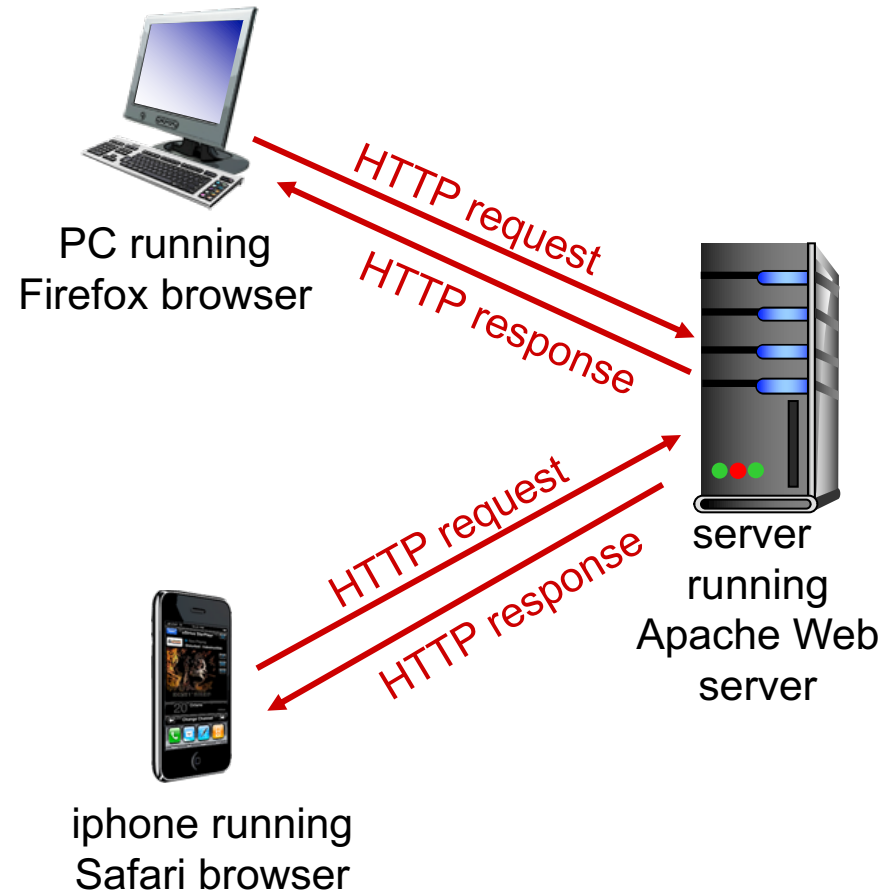 HTTP request
HTTP response
PC running
Firefox browser
HTTP request
HTTP response
server
running
Apache Web
server
iphone running
Safari browser